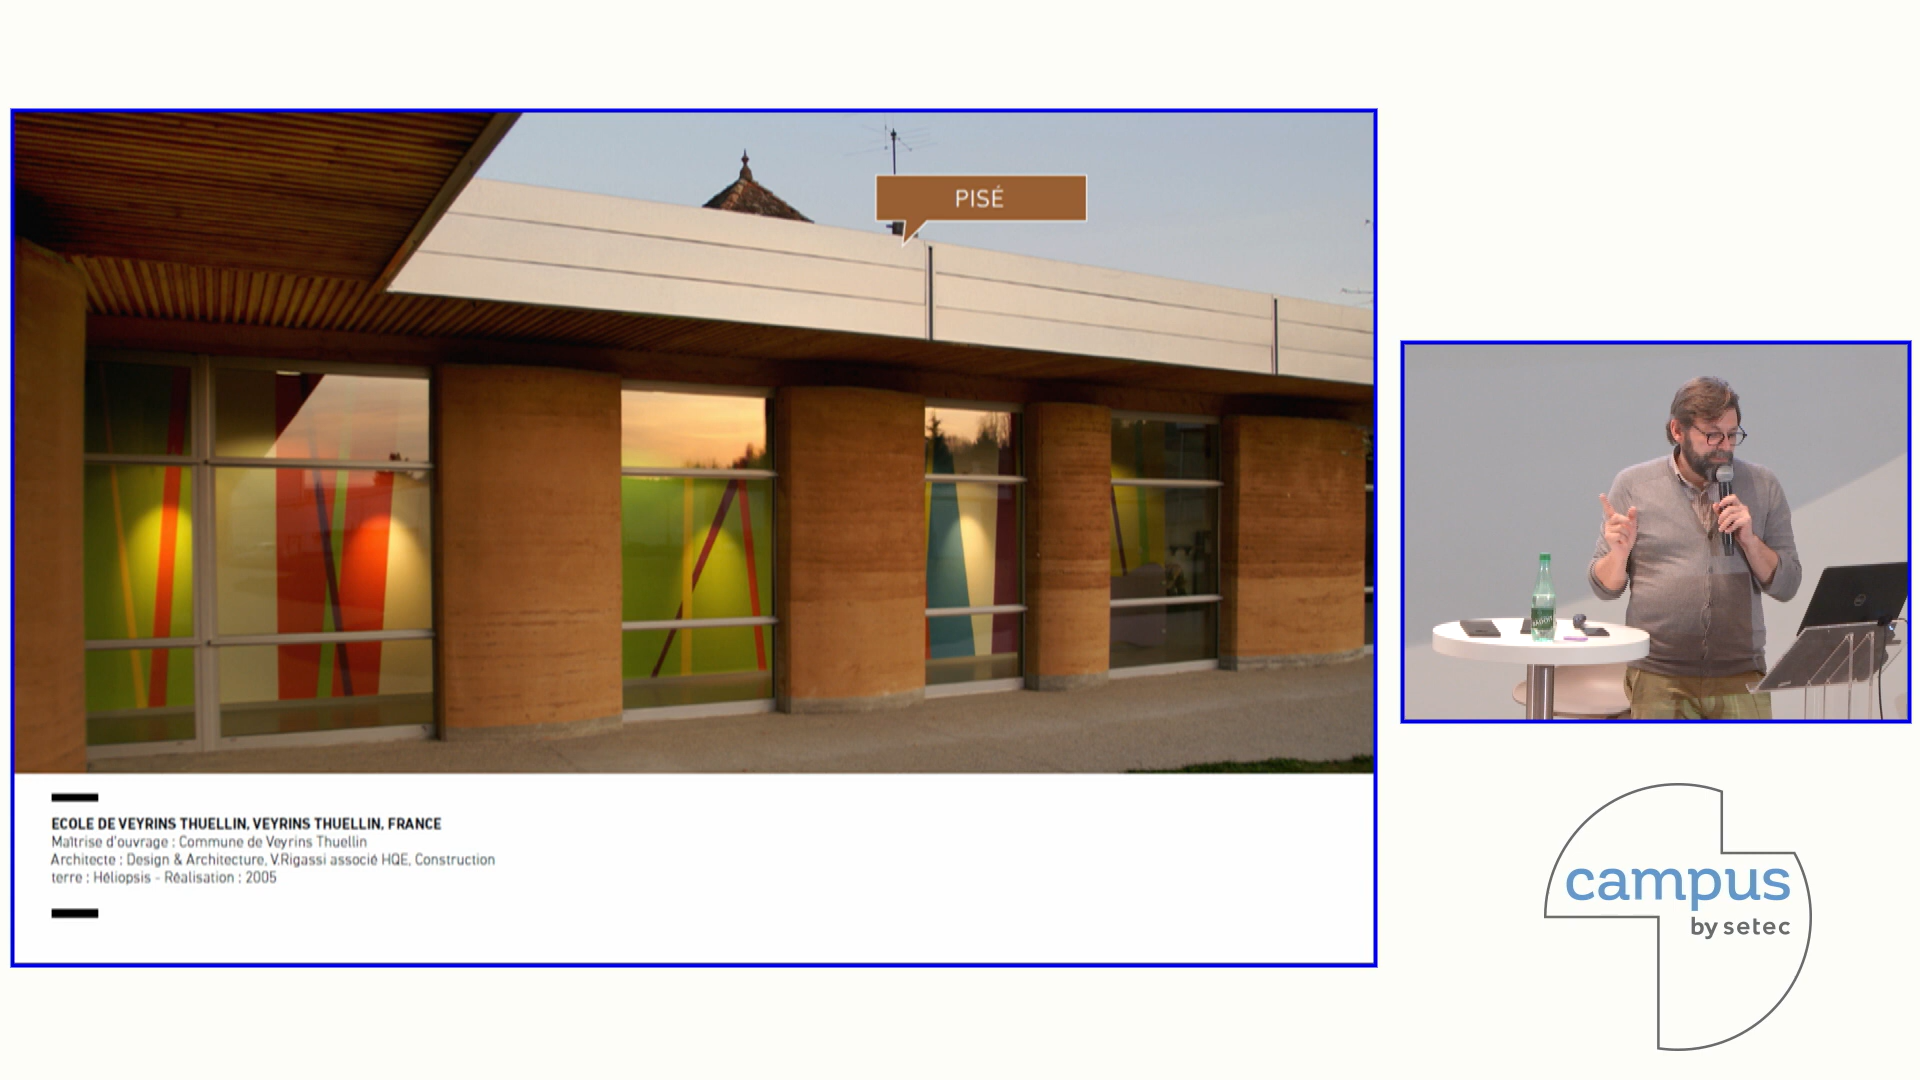 PISÉ
ECOLE DE VEYRINS THUELLIN, VEYRINS THUELLIN, FRANCE
Maîtrise d'ouvrage : Commune de Veyrins Thuellin
Architecte : Design & Architecture, V.Rigassi associé HQE, Construction
terre : Héliopsis - Réalisation : 2005
campus
by setec